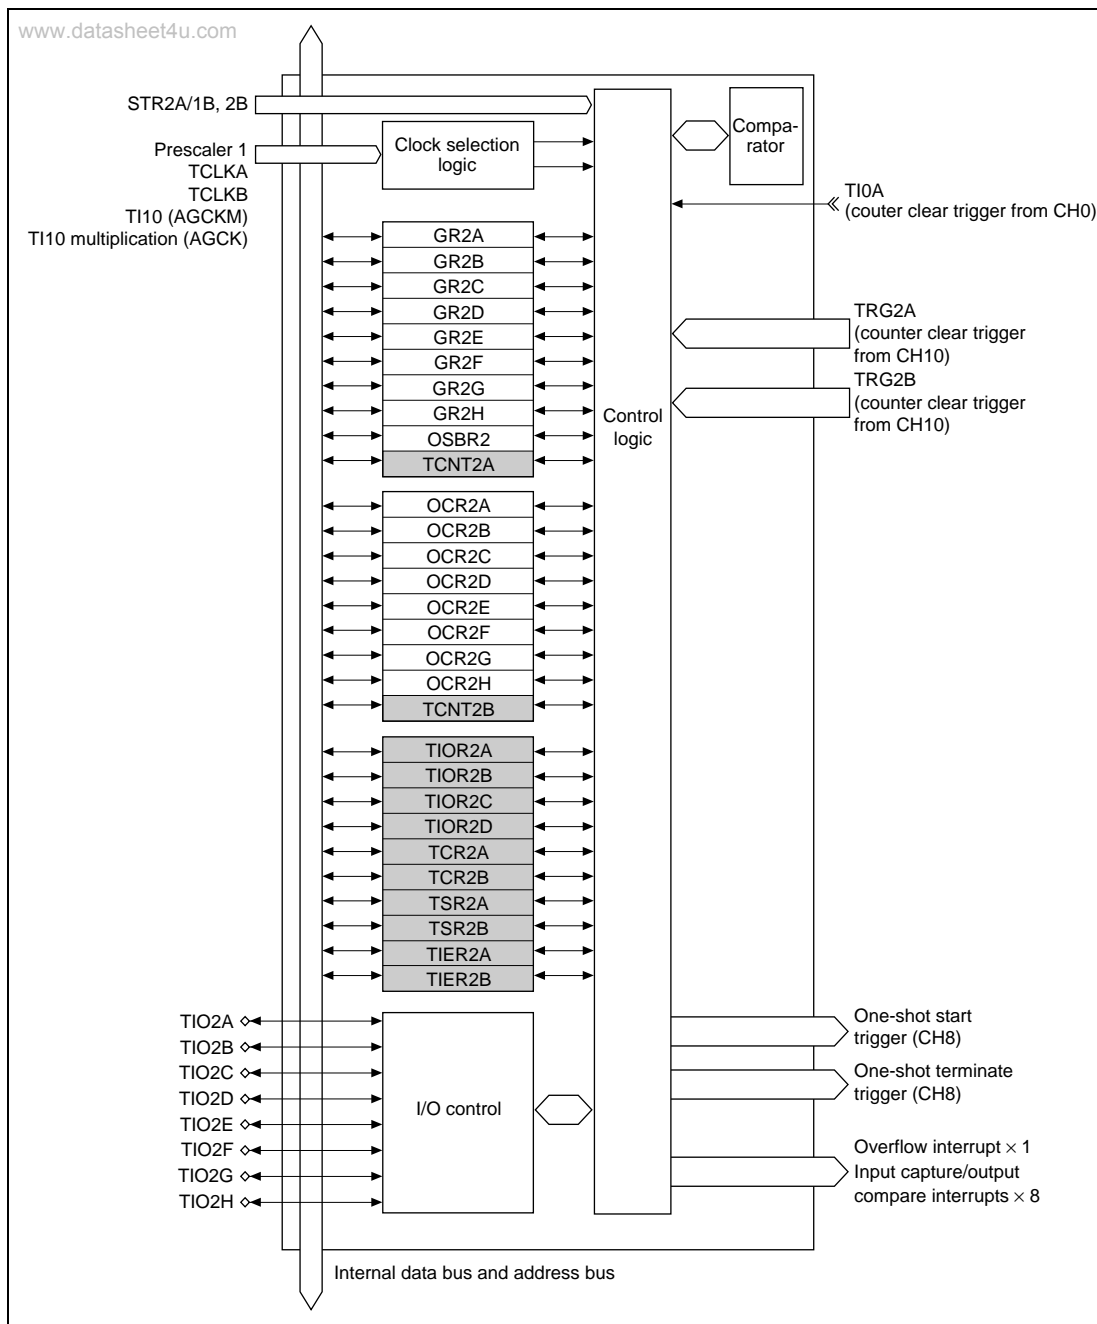 www.datasheet4u.com
STR2A/1B, 2B
Prescaler 1
TCLKA
TCLKB
TI10 (AGCKM)
TI10 multiplication (AGCK)
Clock selection
logic
Compa-
rator
TI0A
(couter clear trigger from CH0)
GR2A
GR2B
GR2C
GR2D
GR2E
GR2F
GR2G
GR2H
OSBR2
TCNT2A
TRG2A
(counter clear trigger
from CH10)
TRG2B
(counter clear trigger
from CH10)
Control
logic
OCR2A
OCR2B
OCR2C
OCR2D
OCR2E
OCR2F
OCR2G
OCR2H
TCNT2B
TIOR2A
TIOR2B
TIOR2C
TIOR2D
TCR2A
TCR2B
TSR2A
TSR2B
TIER2A
TIER2B
TIO2A
TIO2B
TIO2C
TIO2D
TIO2E
TIO2F
TIO2G
TIO2H
I/O control
One-shot start
trigger (CH8)
One-shot terminate
trigger (CH8)
Overflow interrupt × 1
Input capture/output
compare interrupts × 8
Internal data bus and address bus